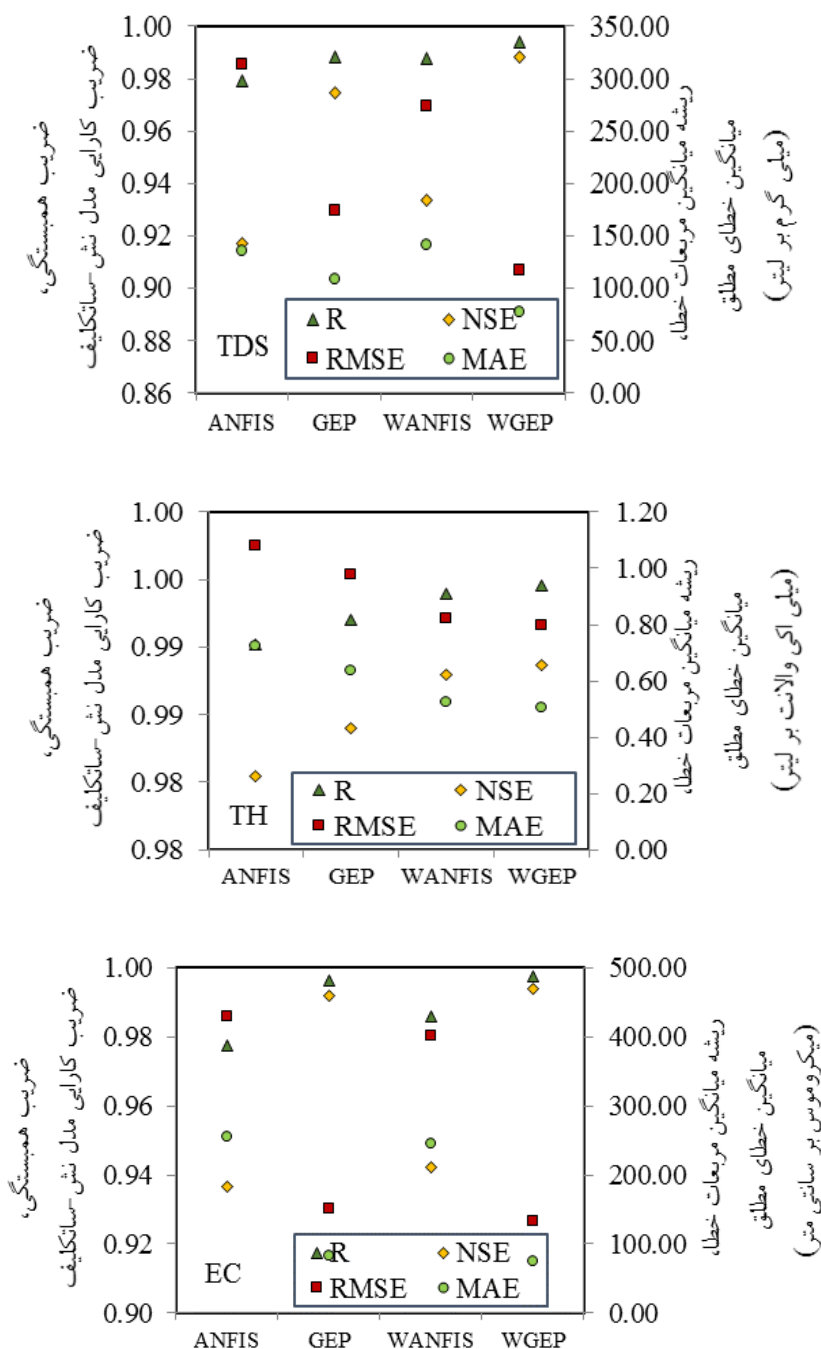 ضریب همبستگی،
ضریب کارایی مدل نش-ساتکلیف
1.00
0.98
0.96
0.94
0.92
0.90
0.88
0.86
350.00
300.00
250.00
200.00
150.00
100.00
50.00
0.00
ریشه میانگین مربعات خطا،
میانگین خطای مطلق
(میلی گرم بر لیتر)
TDS
R NSE
RMSE MAE
ANFIS GEP WANFIS WGEP
ضریب همبستگی،
ضریب کارایی مدل نش-ساتکلیف
1.00
1.00
0.99
0.99
0.98
0.98
1.20
1.00
0.80
0.60
0.40
0.20
0.00
ریشه میانگین مربعات خطا،
میانگین خطای مطلق
(میلی اکی والانت بر لیتر)
TH
R NSE
RMSE MAE
ANFIS GEP WANFIS WGEP
ضریب همبستگی،
ضریب کارایی مدل نش-ساتکلیف
1.00
0.98
0.96
0.94
0.92
0.90
500.00
400.00
300.00
200.00
100.00
0.00
ریشه میانگین مربعات خطا،
میانگین خطای مطلق
(میکروموس بر سانتی متر)
EC
R NSE
RMSE MAE
ANFIS GEP WANFIS WGEP